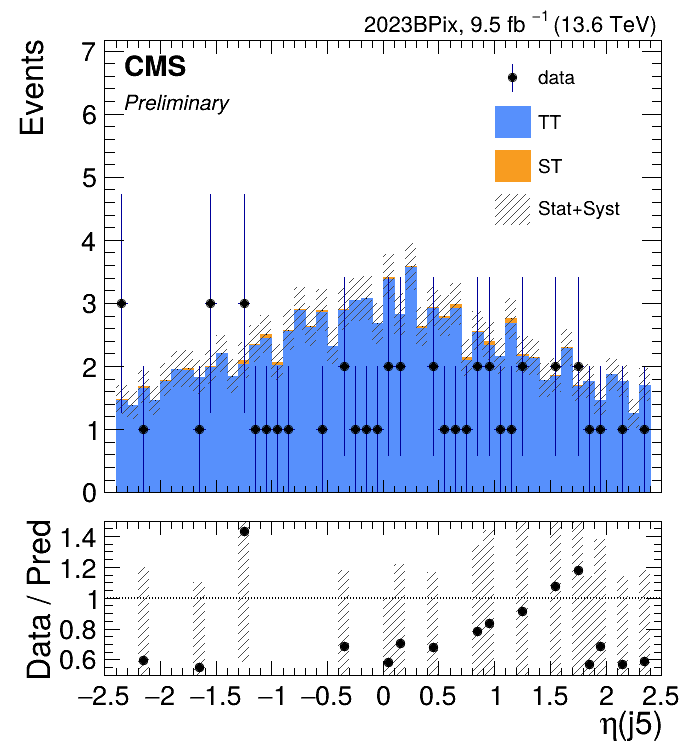 2023BPix, 9.5 fb⁻¹ (13.6 TeV)
CMS
Preliminary
data
TT
ST
Stat+Syst
Events
7
6
5
4
3
2
1
0
Data / Pred
1.4
1.2
1
0.8
0.6
−2.5 −2 −1.5 −1 −0.5 0 0.5 1 1.5 2 2.5
η(j5)